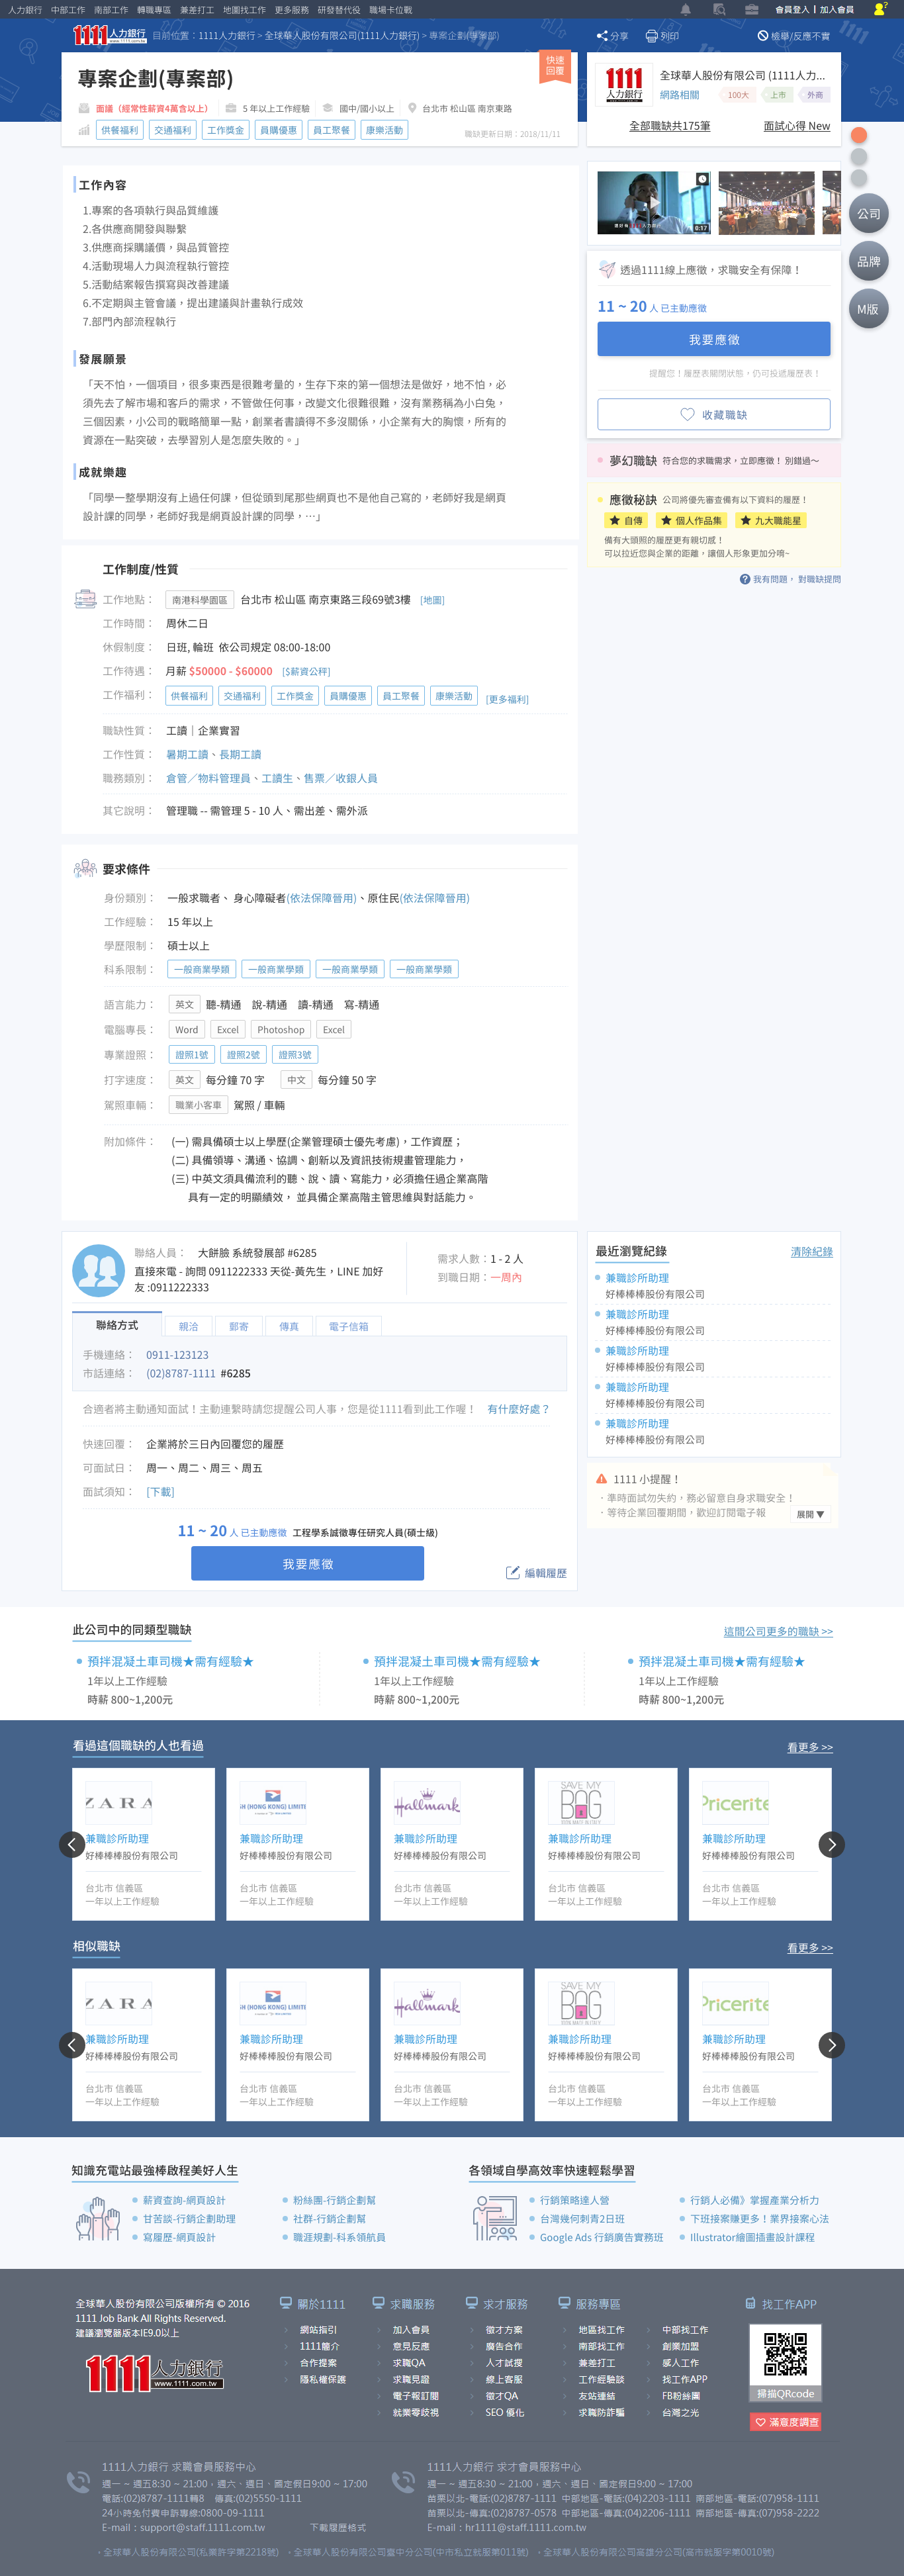 人力銀行 中部工作 南部工作 轉職專區 兼差打工 地圖找工作 更多服務 研發替代役 職場卡位戰
會員登入 | 加入會員
1111人力銀行
www.1111.com.tw
目前位置：1111人力銀行 > 全球華人股份有限公司(1111人力銀行) > 專案企劃(專案部)
分享 列印 檢舉/反應不實
專案企劃(專案部)
快速
回覆
面議（經常性薪資4萬含以上） 5 年以上工作經驗 國中/國小以上 台北市 松山區 南京東路
供餐福利 交通福利 工作獎金 員購優惠 員工聚餐 康樂活動
職缺更新日期：2018/11/11
1111
人力銀行
全球華人股份有限公司 (1111人力...
網路相關 100大 上市 外商
全部職缺共175筆 面試心得 New
公司
品牌
M版
工作內容
1.專案的各項執行與品質維護
2.各供應商開發與聯繫
3.供應商採購議價，與品質管控
4.活動現場人力與流程執行管控
5.活動結案報告撰寫與改善建議
6.不定期與主管會議，提出建議與計畫執行成效
7.部門內部流程執行
發展願景
「天不怕，一個項目，很多東西是很難考量的，生存下來的第一個想法是做好，地不怕，必
須先去了解市場和客戶的需求，不管做任何事，改變文化很難很難，沒有業務稱為小白兔，
三個因素，小公司的戰略簡單一點，創業者書讀得不多沒關係，小企業有大的胸懷，所有的
資源在一點突破，去學習別人是怎麼失敗的。」
成就樂趣
「同學一整學期沒有上過任何課，但從頭到尾那些網頁也不是他自己寫的，老師好我是網頁
設計課的同學，老師好我是網頁設計課的同學，…」
0:17
透過1111線上應徵，求職安全有保障！
11 ~ 20 人 已主動應徵
我要應徵
提醒您！履歷表關閉狀態，仍可投遞履歷表！
收藏職缺
夢幻職缺 符合您的求職需求，立即應徵！ 別錯過～
應徵秘訣 公司將優先審查備有以下資料的履歷！
自傳 個人作品集 九大職能星
備有大頭照的履歷更有親切感！
可以拉近您與企業的距離，讓個人形象更加分唷~
我有問題， 對職缺提問
工作制度/性質
工作地點： 南港科學園區 台北市 松山區 南京東路三段69號3樓 [地圖]
工作時間： 周休二日
休假制度： 日班, 輪班 依公司規定 08:00-18:00
工作待遇： 月薪 $50000 - $60000 [$薪資公秤]
工作福利： 供餐福利 交通福利 工作獎金 員購優惠 員工聚餐 康樂活動 [更多福利]
職缺性質： 工讀｜企業實習
工作性質： 暑期工讀、長期工讀
職務類別： 倉管／物料管理員、工讀生、售票／收銀人員
其它說明： 管理職 -- 需管理 5 - 10 人、需出差、需外派
要求條件
身份類別： 一般求職者、 身心障礙者(依法保障晉用)、原住民(依法保障晉用)
工作經驗： 15 年以上
學歷限制： 碩士以上
科系限制： 一般商業學類 一般商業學類 一般商業學類 一般商業學類
語言能力： 英文 聽-精通 說-精通 讀-精通 寫-精通
電腦專長： Word Excel Photoshop Excel
專業證照： 證照1號 證照2號 證照3號
打字速度： 英文 每分鐘 70 字 中文 每分鐘 50 字
駕照車輛： 職業小客車 駕照 / 車輛
附加條件： (一) 需具備碩士以上學歷(企業管理碩士優先考慮)，工作資歷；
(二) 具備領導、溝通、協調、創新以及資訊技術規畫管理能力，
(三) 中英文須具備流利的聽、說、讀、寫能力，必須擔任過企業高階
具有一定的明顯績效， 並具備企業高階主管思維與對話能力。
聯絡人員： 大餅臉 系統發展部 #6285
直接來電 - 詢問 0911222333 天從-黃先生，LINE 加好
友 :0911222333
需求人數：1 - 2 人
到職日期：一周內
聯絡方式 親洽 郵寄 傳真 電子信箱
手機連絡： 0911-123123
市話連絡： (02)8787-1111 #6285
合適者將主動通知面試！主動連繫時請您提醒公司人事，您是從1111看到此工作喔！ 有什麼好處？
快速回覆： 企業將於三日內回覆您的履歷
可面試日： 周一、周二、周三、周五
面試須知： [下載]
11 ~ 20 人 已主動應徵 工程學系誠徵專任研究人員(碩士級)
我要應徵
編輯履歷
最近瀏覽紀錄 清除紀錄
兼職診所助理
好棒棒棒股份有限公司
兼職診所助理
好棒棒棒股份有限公司
兼職診所助理
好棒棒棒股份有限公司
兼職診所助理
好棒棒棒股份有限公司
兼職診所助理
好棒棒棒股份有限公司
1111 小提醒！
．準時面試勿失約，務必留意自身求職安全！
．等待企業回覆期間，歡迎訂閱電子報
展開 ▼
此公司中的同類型職缺 這間公司更多的職缺 >>
預拌混凝土車司機★需有經驗★ 預拌混凝土車司機★需有經驗★ 預拌混凝土車司機★需有經驗★
1年以上工作經驗 1年以上工作經驗 1年以上工作經驗
時薪 800~1,200元 時薪 800~1,200元 時薪 800~1,200元
看過這個職缺的人也看過 看更多 >>
ZARA SH (HONG KONG) LIMITE Hallmark SAVE MY BAG Pricerite
兼職診所助理 兼職診所助理 兼職診所助理 兼職診所助理 兼職診所助理
好棒棒棒股份有限公司 好棒棒棒股份有限公司 好棒棒棒股份有限公司 好棒棒棒股份有限公司 好棒棒棒股份有限公司
台北市 信義區 台北市 信義區 台北市 信義區 台北市 信義區 台北市 信義區
一年以上工作經驗 一年以上工作經驗 一年以上工作經驗 一年以上工作經驗 一年以上工作經驗
相似職缺 看更多 >>
ZARA SH (HONG KONG) LIMITE Hallmark SAVE MY BAG Pricerite
兼職診所助理 兼職診所助理 兼職診所助理 兼職診所助理 兼職診所助理
好棒棒棒股份有限公司 好棒棒棒股份有限公司 好棒棒棒股份有限公司 好棒棒棒股份有限公司 好棒棒棒股份有限公司
台北市 信義區 台北市 信義區 台北市 信義區 台北市 信義區 台北市 信義區
一年以上工作經驗 一年以上工作經驗 一年以上工作經驗 一年以上工作經驗 一年以上工作經驗
知識充電站最強棒啟程美好人生 各領域自學高效率快速輕鬆學習
薪資查詢-網頁設計 粉絲團-行銷企劃幫 行銷策略達人營 行銷人必備》掌握產業分析力
甘苦談-行銷企劃助理 社群-行銷企劃幫 台灣幾何刺青2日班 下班接案賺更多！業界接案心法
寫履歷-網頁設計 職涯規劃-科系領航員 Google Ads 行銷廣告實務班 Illustrator繪圖插畫設計課程
全球華人股份有限公司版權所有 © 2016
1111 Job Bank All Rights Reserved.
建議瀏覽器版本IE9.0以上
1111人力銀行
www.1111.com.tw
關於1111 求職服務 求才服務 服務專區 找工作APP
網站指引 加入會員 徵才方案 地區找工作 中部找工作
1111簡介 意見反應 廣告合作 南部找工作 創業加盟
合作提案 求職QA 人才試搜 兼差打工 感人工作
隱私權保護 求職見證 線上客服 工作經驗談 找工作APP
電子報訂閱 徵才QA 友站連結 FB粉絲團
就業零歧視 SEO 優化 求職防詐騙 台灣之光
掃描QRcode
滿意度調查
1111人力銀行 求職會員服務中心 1111人力銀行 求才會員服務中心
週一 ~ 週五8:30 ~ 21:00，週六、週日、國定假日9:00 ~ 17:00 週一 ~ 週五8:30 ~ 21:00，週六、週日、國定假日9:00 ~ 17:00
電話:(02)8787-1111轉8 傳真:(02)5550-1111 苗栗以北-電話:(02)8787-1111 中部地區-電話:(04)2203-1111 南部地區-電話:(07)958-1111
24小時免付費申訴專線:0800-09-1111 苗栗以北-傳真:(02)8787-0578 中部地區-傳真:(04)2206-1111 南部地區-傳真:(07)958-2222
E-mail：support@staff.1111.com.tw 下載履歷格式 E-mail：hr1111@staff.1111.com.tw
全球華人股份有限公司(私業許字第2218號) 全球華人股份有限公司臺中分公司(中市私立就服第011號) 全球華人股份有限公司高雄分公司(高市就服字第0010號)